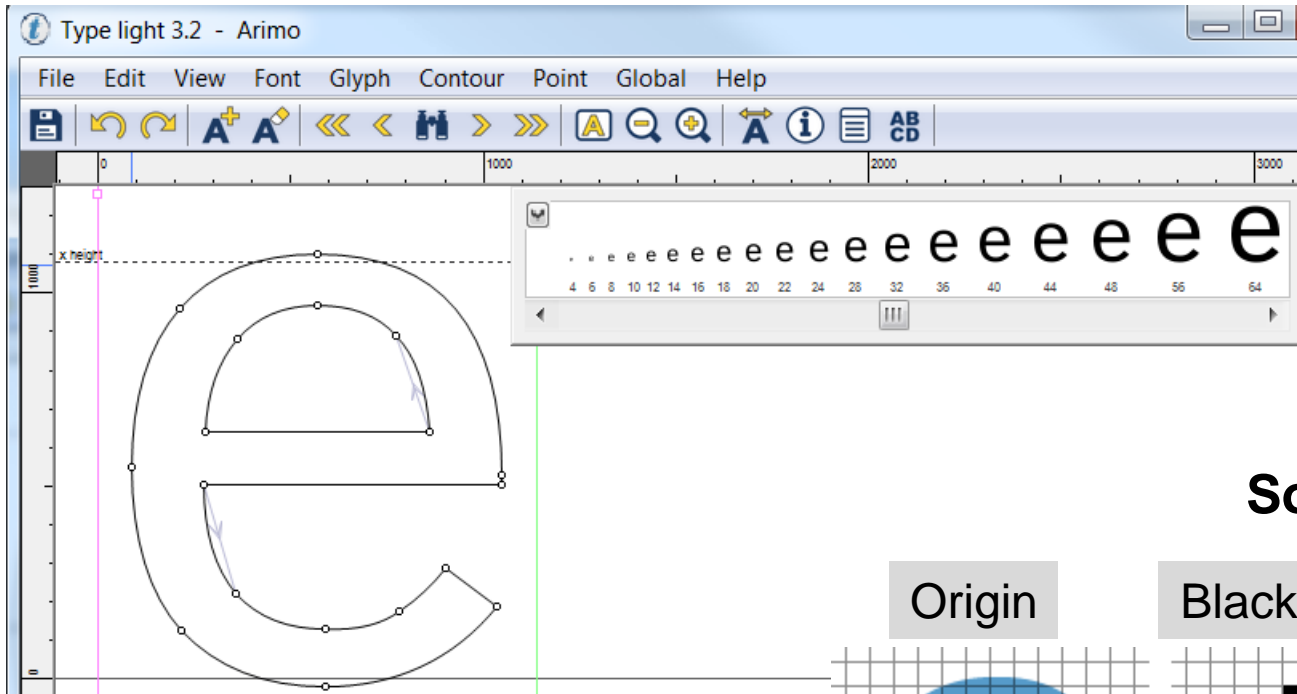 Type light 3.2 - Arimo
File Edit View Font Glyph Contour Point Global Help
A A A A AB
CD
0 1000 2000 3000
x height
1000
e e e e e e e e e e e e e e e e e e e
4 6 8 10 12 14 16 18 20 22 24 28 32 36 40 44 48 56 64
So
Origin Black
0